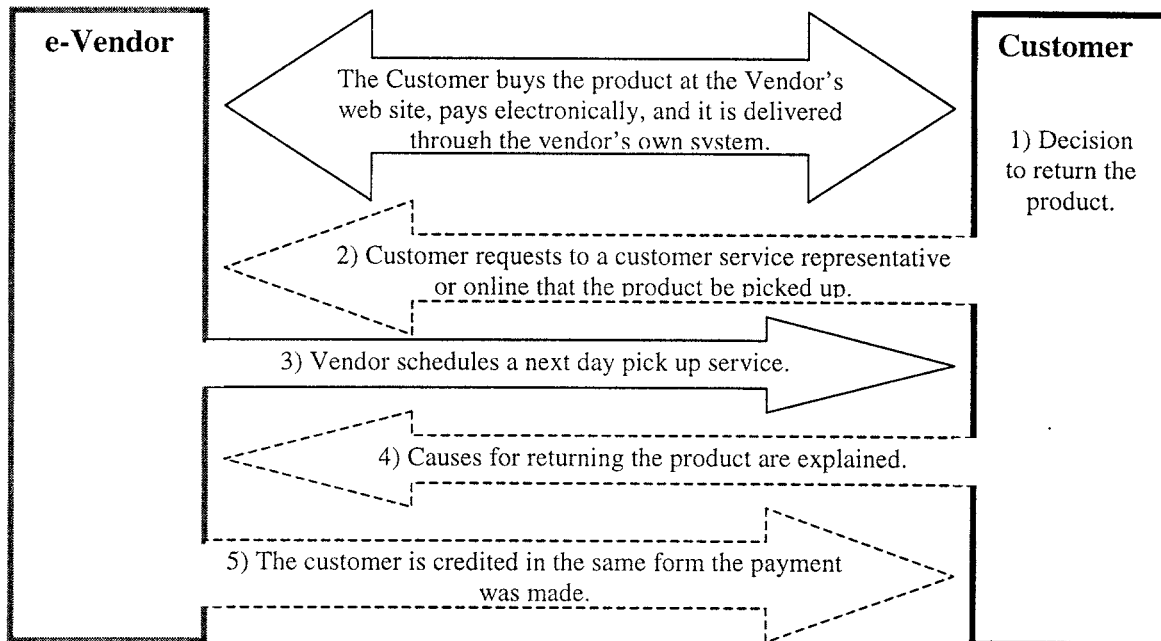 e-Vendor
Customer
The Customer buys the product at the Vendor's
web site, pays electronically, and it is delivered
through the vendor's own system.
1) Decision
to return the
product.
2) Customer requests to a customer service representative
or online that the product be picked up.
3) Vendor schedules a next day pick up service.
4) Causes for returning the product are explained.
5) The customer is credited in the same form the payment
was made.